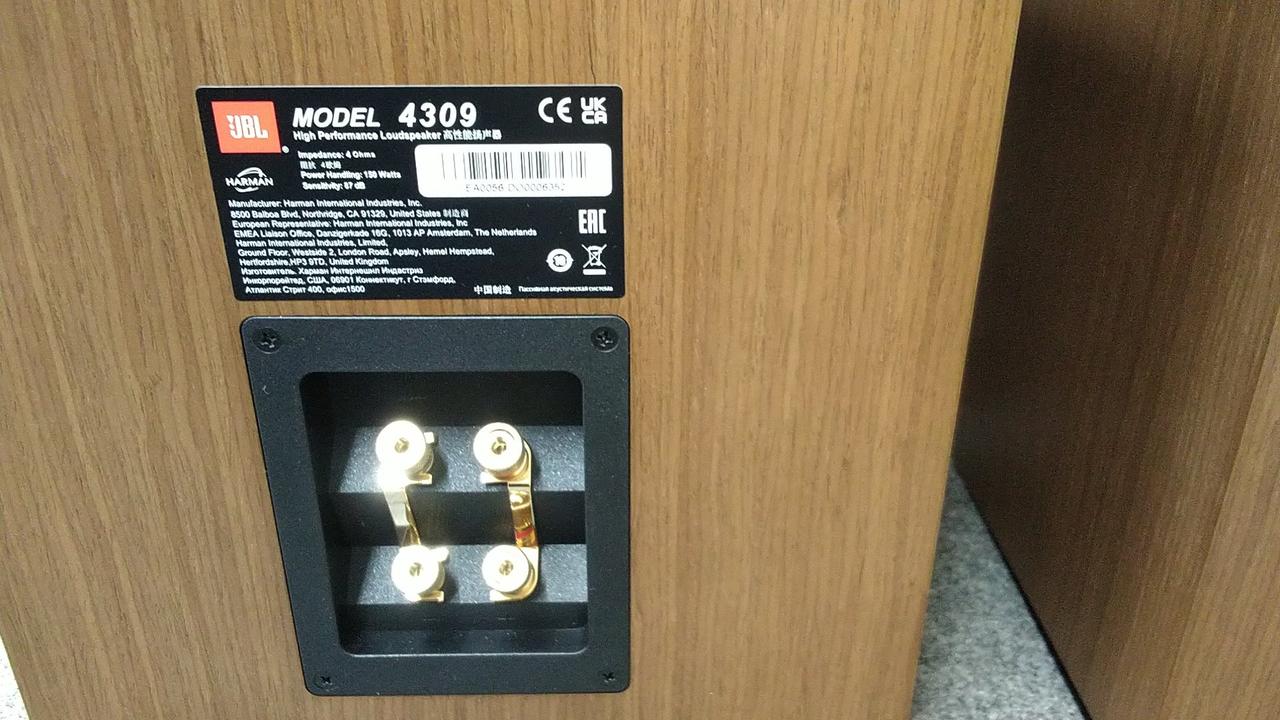 JBL
MODEL 4309
CE UK CA
High Performance Loudspeaker 高性能扬声器
HARMAN
Impedance: 4 Ohms
阻抗: 4欧姆
Power Handling: 150 Watts
Sensitivity: 87 dB
EA0056-DO0006352
Manufacturer: Harman International Industries, Inc.
8500 Balboa Blvd, Northridge, CA 91329, United States 制造商
European Representative: Harman International Industries, Inc
EMEA Liaison Office, Danzigerkade 16G, 1013 AP Amsterdam, The Netherlands
Harman International Industries, Limited,
Ground Floor, Westside 2, London Road, Apsley, Hemel Hempstead,
Hertfordshire,HP3 9TD, United Kingdom
Изготовитель: Харман Интернешнл Индастриз
Инкорпорейтед, США, 06901 Коннектикут, г Стэмфорд,
Атлантик Стрит 400, офис1500
EAC
中国制造
Пассивная акустическая система